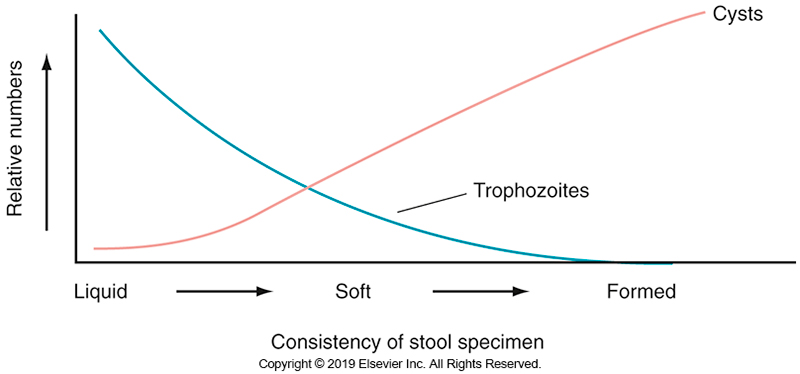 Cysts
Relative numbers
Trophozoites
Liquid
Soft
Formed
Consistency of stool specimen
Copyright © 2019 Elsevier Inc. All Rights Reserved.